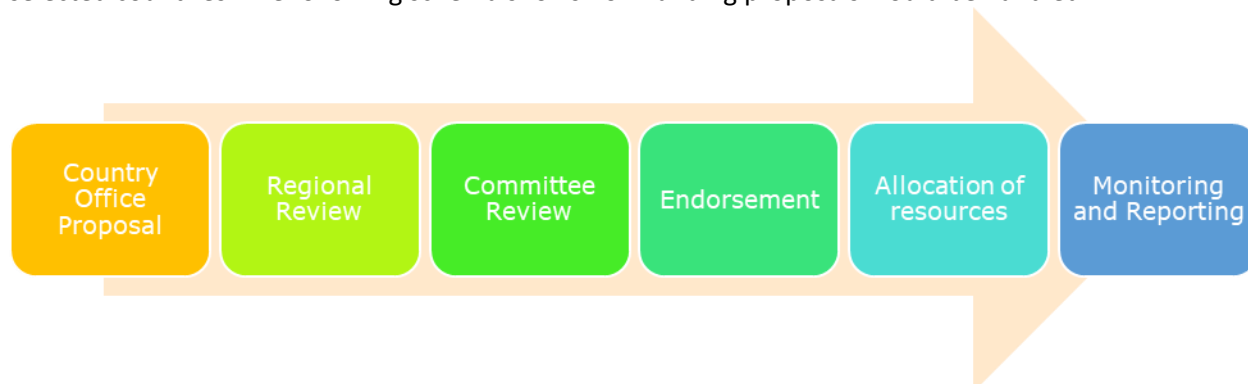 Country
Office
Proposal
Regional
Review
Committee
Review
Endorsement
Allocation of
resources
Monitoring
and Reporting